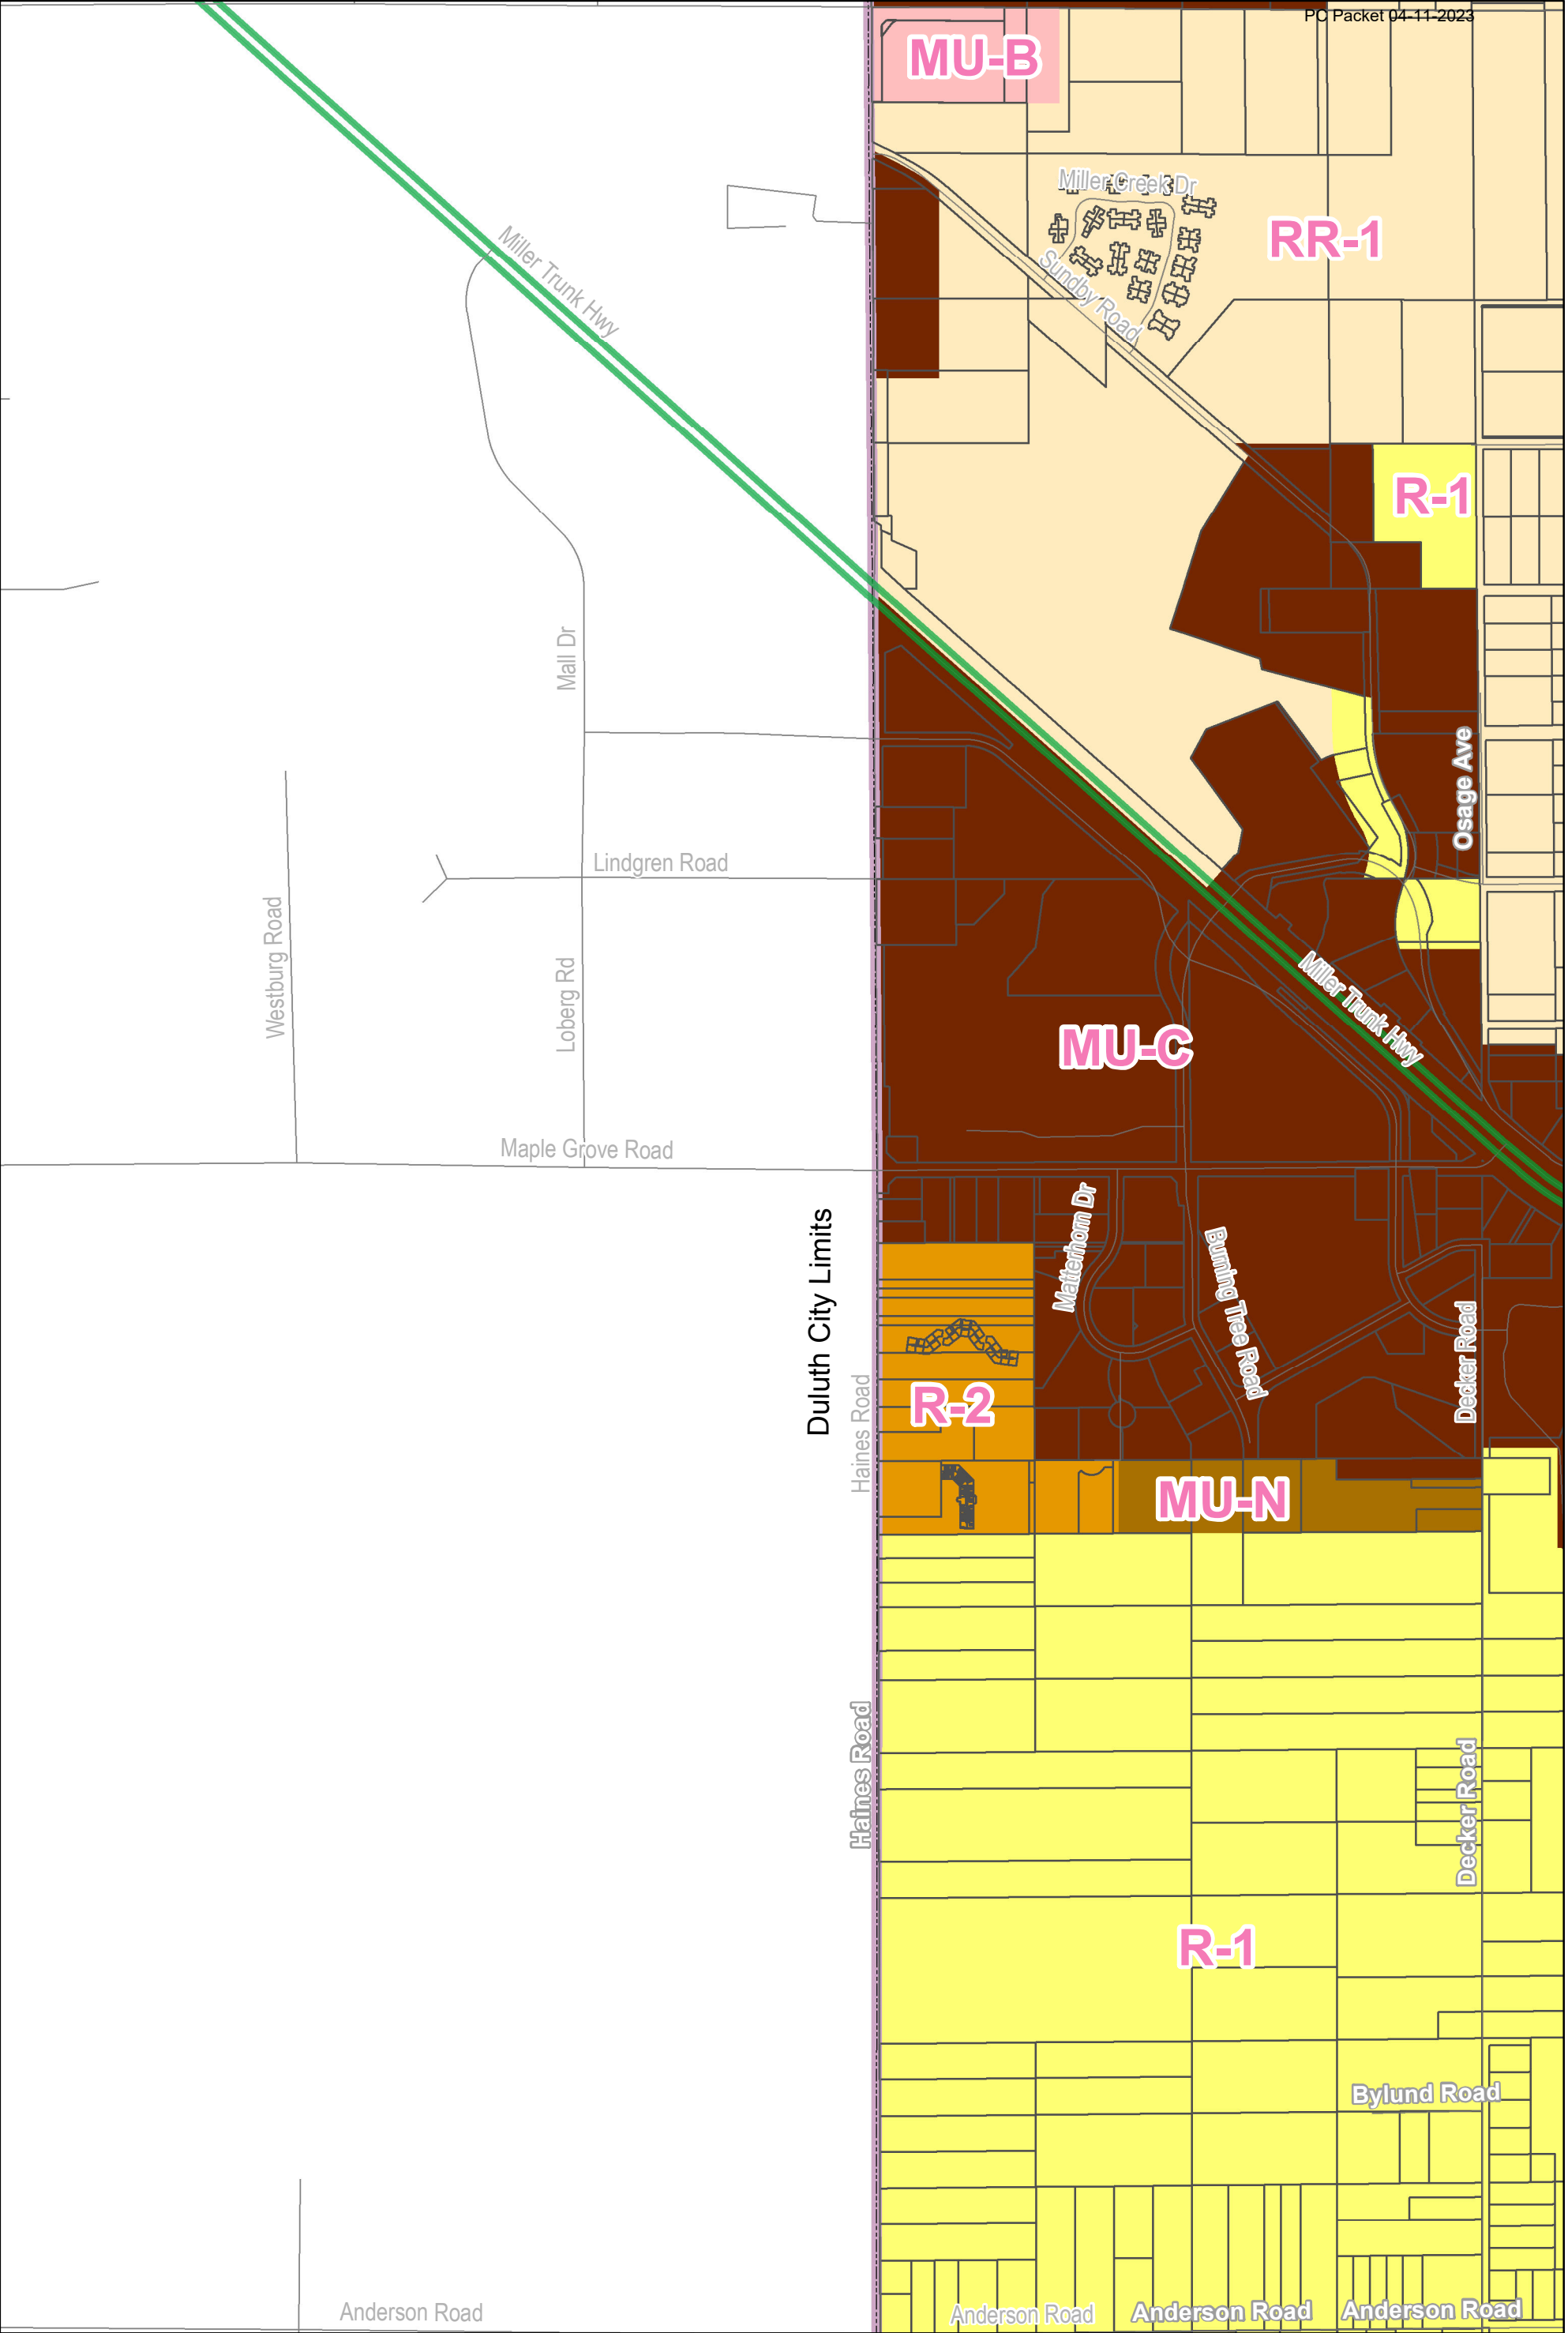 PC Packet 04-11-2023
MU-B
Miller Creek Dr
RR-1
Miller Trunk Hwy
Sundby Road
R-1
Mall Dr
Osage Ave
Lindgren Road
Westburg Road
Loberg Rd
Miller Trunk Hwy
MU-C
Maple Grove Road
Matterhorn Dr
Duluth City Limits
Burning Tree Road
Decker Road
Haines Road
R-2
MU-N
Haines Road
Decker Road
R-1
Bylund Road
Anderson Road
Anderson Road
Anderson Road
Anderson Road